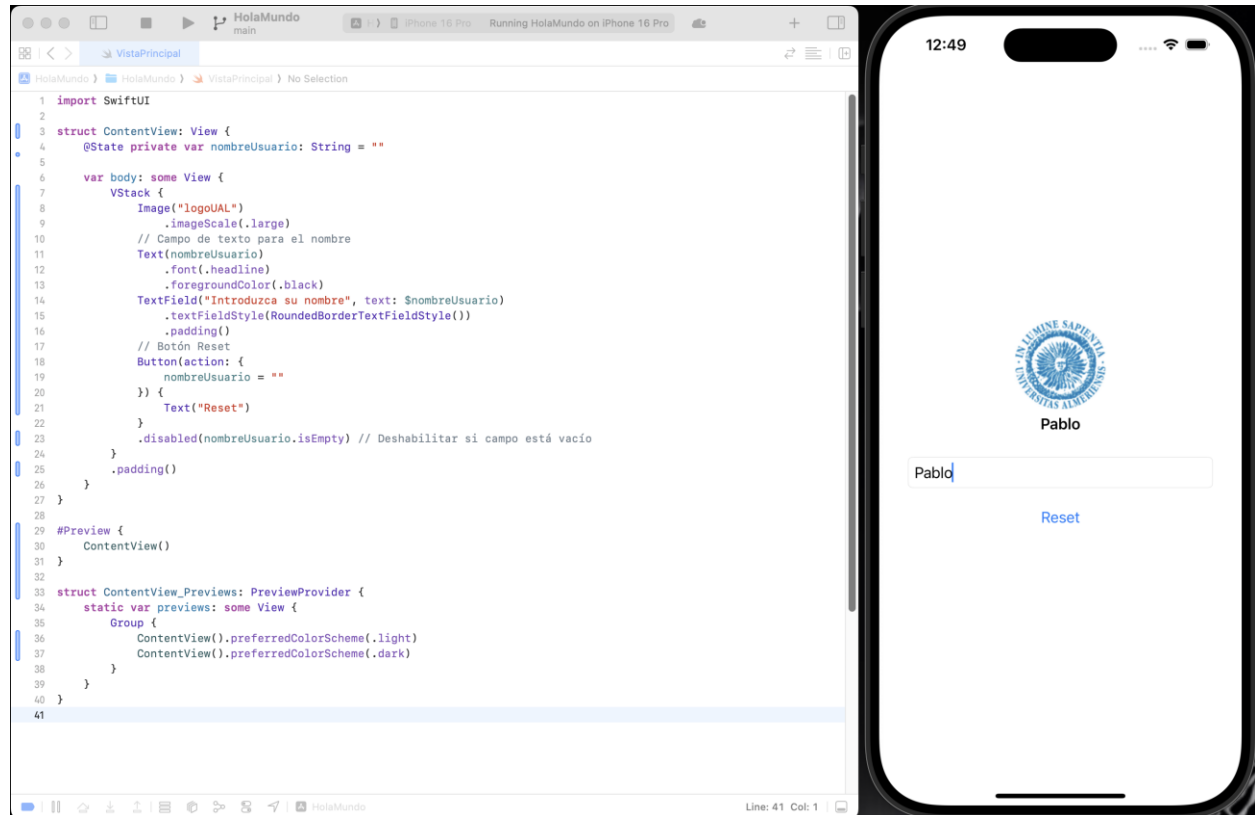 HolaMundo
main
iPhone 16 Pro Running HolaMundo on iPhone 16 Pro
VistaPrincipal
HolaMundo HolaMundo VistaPrincipal No Selection
1 import SwiftUI
2
3 struct ContentView: View {
4 @State private var nombreUsuario: String = ""
5
6 var body: some View {
7 VStack {
8 Image("logoUAL")
9 .imageScale(.large)
10 // Campo de texto para el nombre
11 Text(nombreUsuario)
12 .font(.headline)
13 .foregroundColor(.black)
14 TextField("Introduzca su nombre", text: $nombreUsuario)
15 .textFieldStyle(RoundedBorderTextFieldStyle())
16 .padding()
17 // Botón Reset
18 Button(action: {
19 nombreUsuario = ""
20 }) {
21 Text("Reset")
22 }
23 .disabled(nombreUsuario.isEmpty) // Deshabilitar si campo está vacío
24 }
25 .padding()
26 }
27 }
28
29 #Preview {
30 ContentView()
31 }
32
33 struct ContentView_Previews: PreviewProvider {
34 static var previews: some View {
35 Group {
36 ContentView().preferredColorScheme(.light)
37 ContentView().preferredColorScheme(.dark)
38 }
39 }
40 }
41
HolaMundo
Line: 41 Col: 1
12:49
IN LUMINE SAPIENTIA
UNIVERSITAS ALMERIENSIS
Pablo
Pablo
Reset